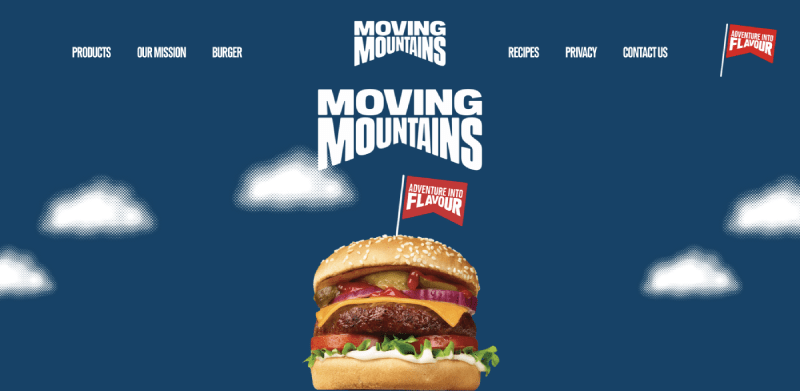 PRODUCTS OUR MISSION BURGER
MOVING
MOUNTAINS
RECIPES PRIVACY CONTACT US
ADVENTURE INTO
FLAVOUR
MOVING
MOUNTAINS
ADVENTURE INTO
FLAVOUR